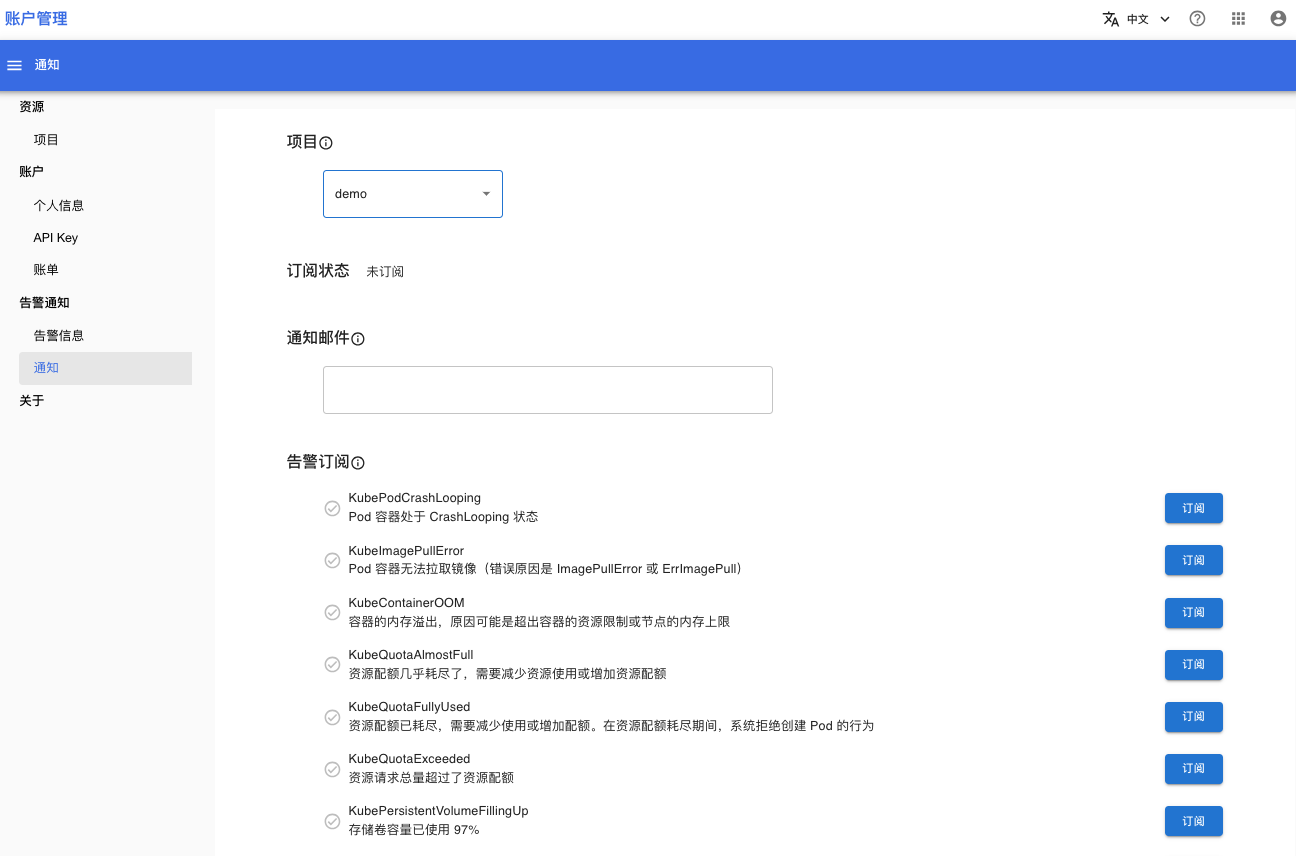 账户管理
中文
通知
资源
项目
账户
个人信息
API Key
账单
告警通知
告警信息
通知
关于
项目
demo
订阅状态 未订阅
通知邮件
告警订阅
KubePodCrashLooping
Pod 容器处于 CrashLooping 状态
订阅
KubeImagePullError
Pod 容器无法拉取镜像（错误原因是 ImagePullError 或 ErrImagePull）
订阅
KubeContainerOOM
容器的内存溢出，原因可能是超出容器的资源限制或节点的内存上限
订阅
KubeQuotaAlmostFull
资源配额几乎耗尽了，需要减少资源使用或增加资源配额
订阅
KubeQuotaFullyUsed
资源配额已耗尽，需要减少使用或增加配额。在资源配额耗尽期间，系统拒绝创建 Pod 的行为
订阅
KubeQuotaExceeded
资源请求总量超过了资源配额
订阅
KubePersistentVolumeFillingUp
存储卷容量已使用 97%
订阅